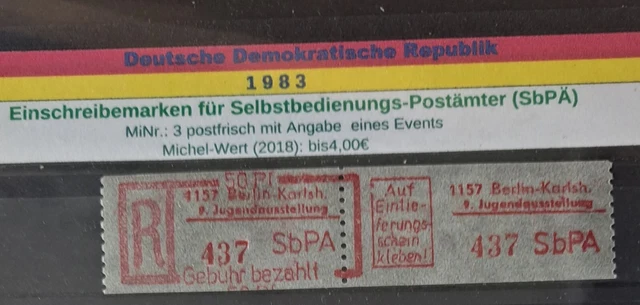 Deutsche Demokratische Republik
1983
Einschreibemarken für Selbstbedienungs-Postämter (SbPÄ)
MiNr.: 3 postfrisch mit Angabe eines Events
Michel-Wert (2018): bis4,00€
50 Pf
R
1157 Berlin-Karlsh.
9. Jugendausstellung
437 SbPA
Gebühr bezahlt
Auf
Einlie-
ferungs-
schein
kleben!
1157 Berlin-Karlsh.
9. Jugendausstellung
437 SbPA